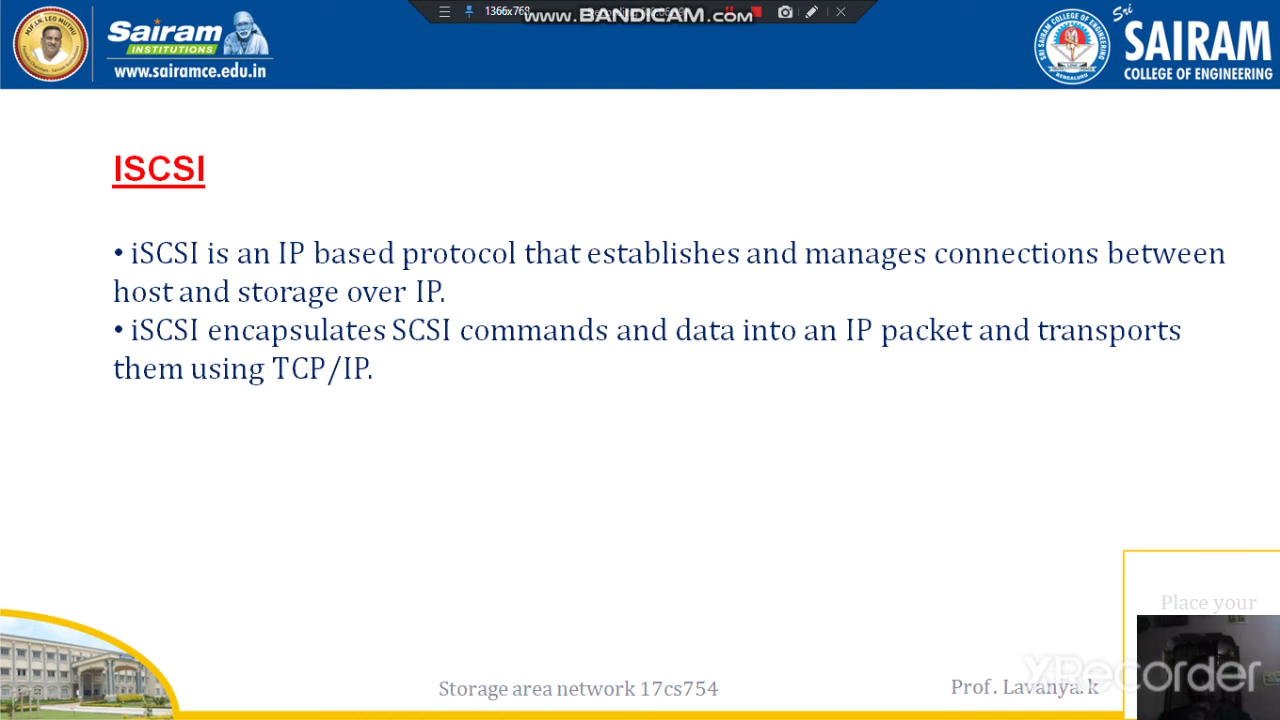 1366x768
www.BANDICAM.com
Sairam
INSTITUTIONS
www.sairamce.edu.in
Sri
SAIRAM
COLLEGE OF ENGINEERING
ISCSI
• iSCSI is an IP based protocol that establishes and manages connections between
host and storage over IP.
• iSCSI encapsulates SCSI commands and data into an IP packet and transports
them using TCP/IP.
Place your
XRecorder
Storage area network 17cs754
Prof. Lavanya.k